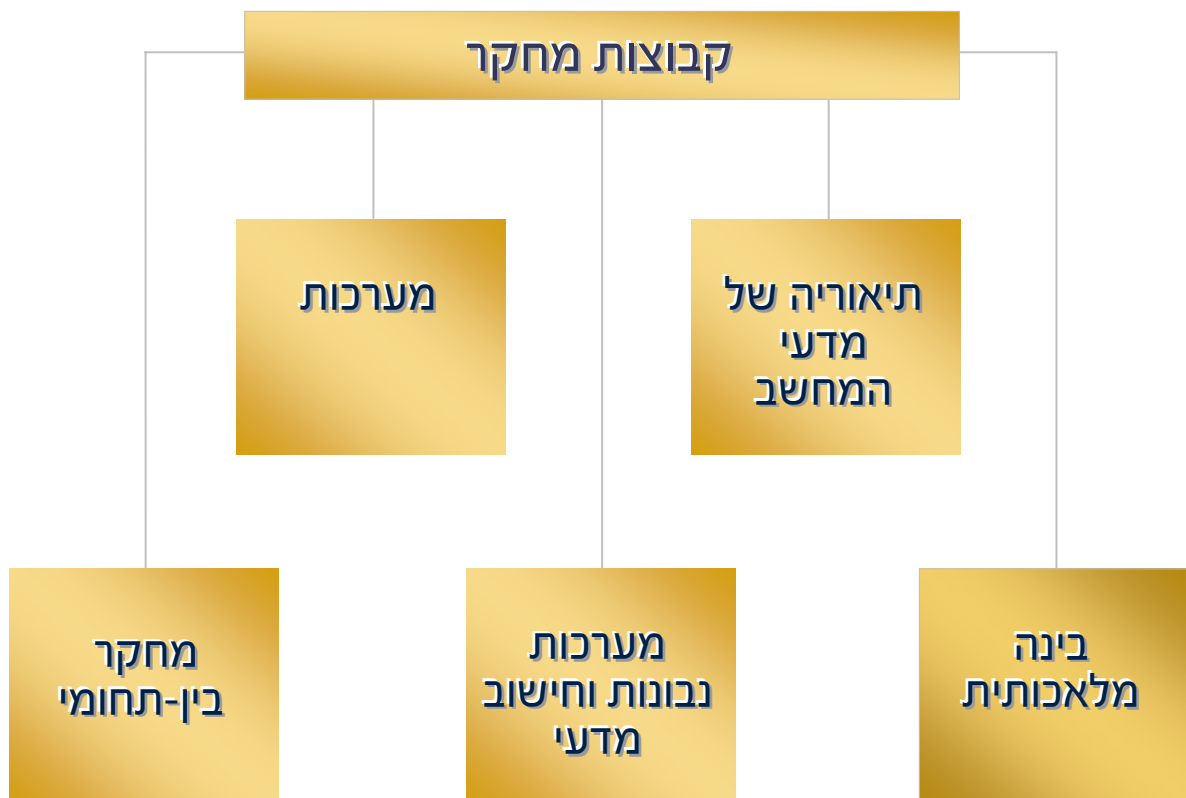 קבוצות מחקר
תיאוריה של
מדעי
המחשב
מערכות
בינה
מלאכותית
מערכות
נבונות וחישוב
מדעי
מחקר
בין-תחומי